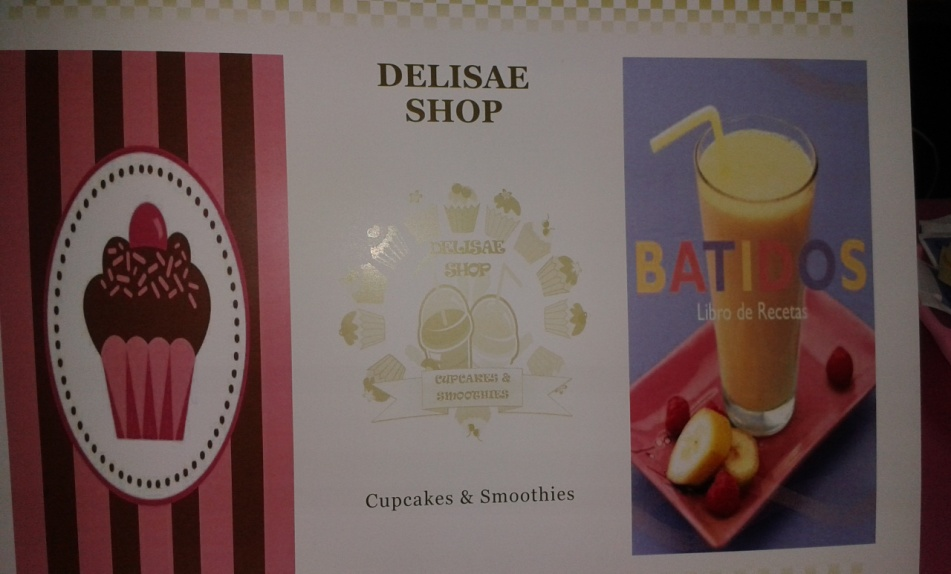 DELISAE
SHOP
DELISAE
SHOP
CUPCAKES &
SMOOTHIES
Cupcakes & Smoothies
BATIDOS
Libro de Recetas